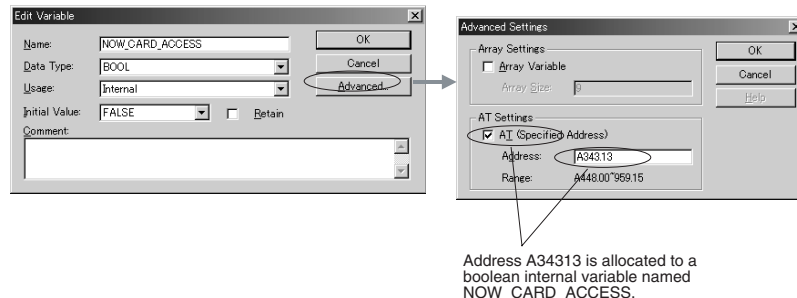 Edit Variable
Name:
NOW_CARD_ACCESS
OK
Data Type:
BOOL
Cancel
Usage:
Internal
Advanced..
Initial Value:
FALSE
Retain
Comment:
Advanced Settings
Array Settings
Array Variable
Array Size:
9
OK
Cancel
Help
AT Settings
AT (Specified Address)
Address:
A343.13
Range:
A448.00~959.15
Address A34313 is allocated to a
boolean internal variable named
NOW_CARD_ACCESS.